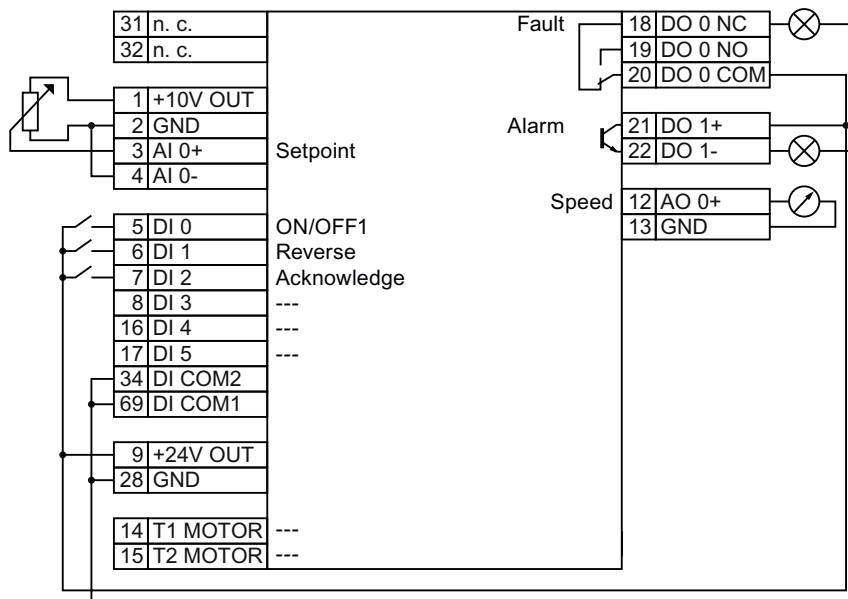 31 n. c.
32 n. c.
1 +10V OUT
2 GND
3 AI 0+ Setpoint
4 AI 0-
5 DI 0 ON/OFF1
6 DI 1 Reverse
7 DI 2 Acknowledge
8 DI 3 ---
16 DI 4 ---
17 DI 5 ---
34 DI COM2
69 DI COM1
9 +24V OUT
28 GND
14 T1 MOTOR ---
15 T2 MOTOR ---
Fault 18 DO 0 NC
19 DO 0 NO
20 DO 0 COM
Alarm 21 DO 1+
22 DO 1-
Speed 12 AO 0+
13 GND